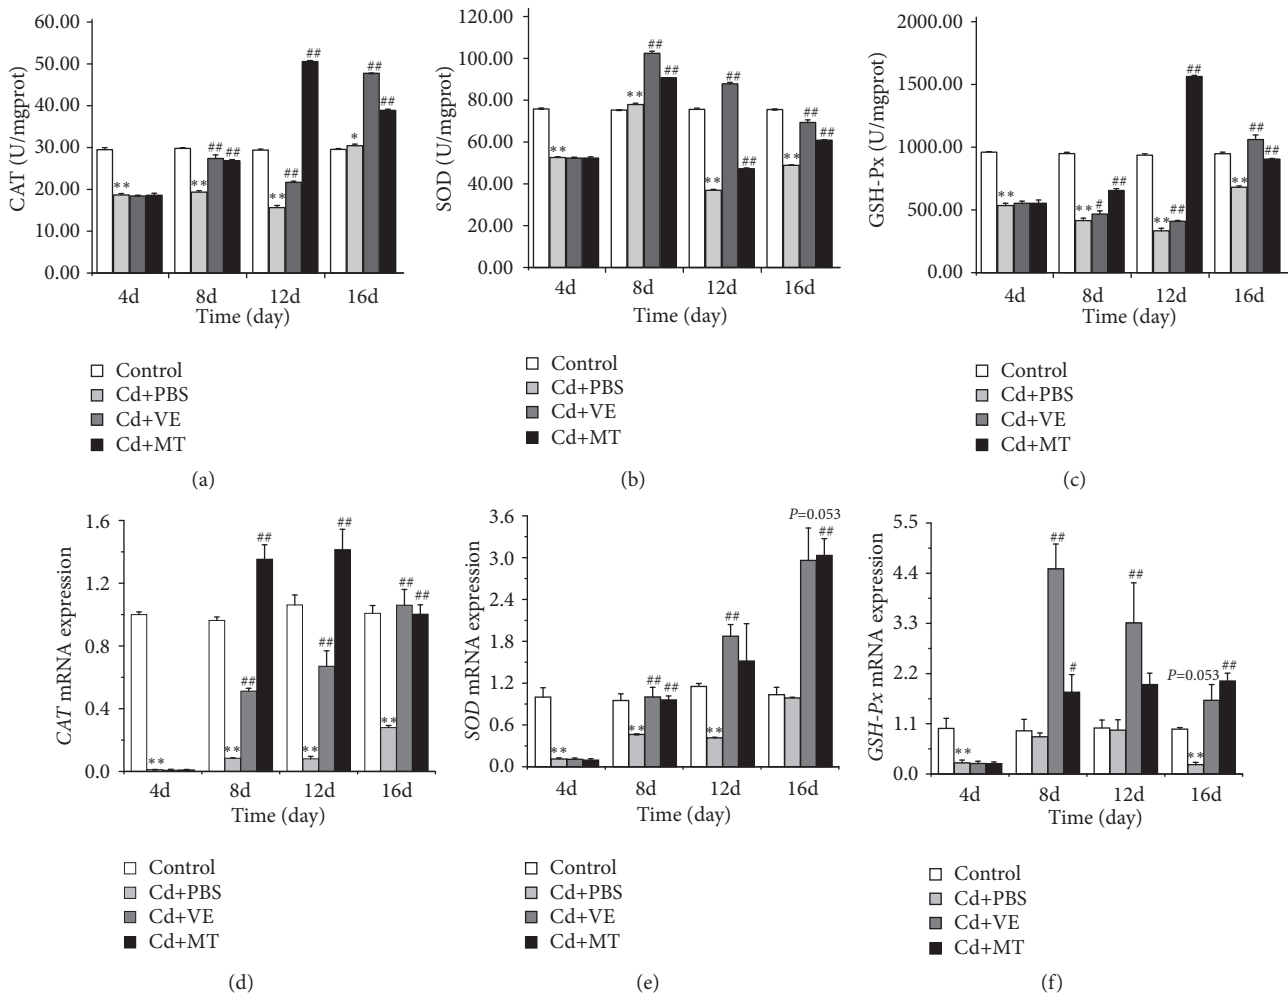 60.00
50.00
40.00
30.00
20.00
10.00
0.00
CAT (U/mgprot)
**
**
## ##
**
##
##
*
##
##
4d 8d 12d 16d
Time (day)
Control
Cd+PBS
Cd+VE
Cd+MT
(a)
120.00
100.00
80.00
60.00
40.00
20.00
0.00
SOD (U/mgprot)
**
**
##
##
**
##
##
**
##
##
4d 8d 12d 16d
Time (day)
Control
Cd+PBS
Cd+VE
Cd+MT
(b)
2000.00
1500.00
1000.00
500.00
0.00
GSH-Px (U/mgprot)
**
**
#
##
**
##
##
**
##
##
4d 8d 12d 16d
Time (day)
Control
Cd+PBS
Cd+VE
Cd+MT
(c)
1.6
1.2
0.8
0.4
0.0
CAT mRNA expression
**
**
##
##
**
##
##
**
##
##
4d 8d 12d 16d
Time (day)
Control
Cd+PBS
Cd+VE
Cd+MT
(d)
3.6
3.0
2.4
1.8
1.2
0.6
0.0
SOD mRNA expression
**
**
##
##
**
##
P=0.053
##
4d 8d 12d 16d
Time (day)
Control
Cd+PBS
Cd+VE
Cd+MT
(e)
5.5
4.4
3.3
2.2
1.1
0.0
GSH-Px mRNA expression
**
##
#
##
P=0.053
**
##
4d 8d 12d 16d
Time (day)
Control
Cd+PBS
Cd+VE
Cd+MT
(f)